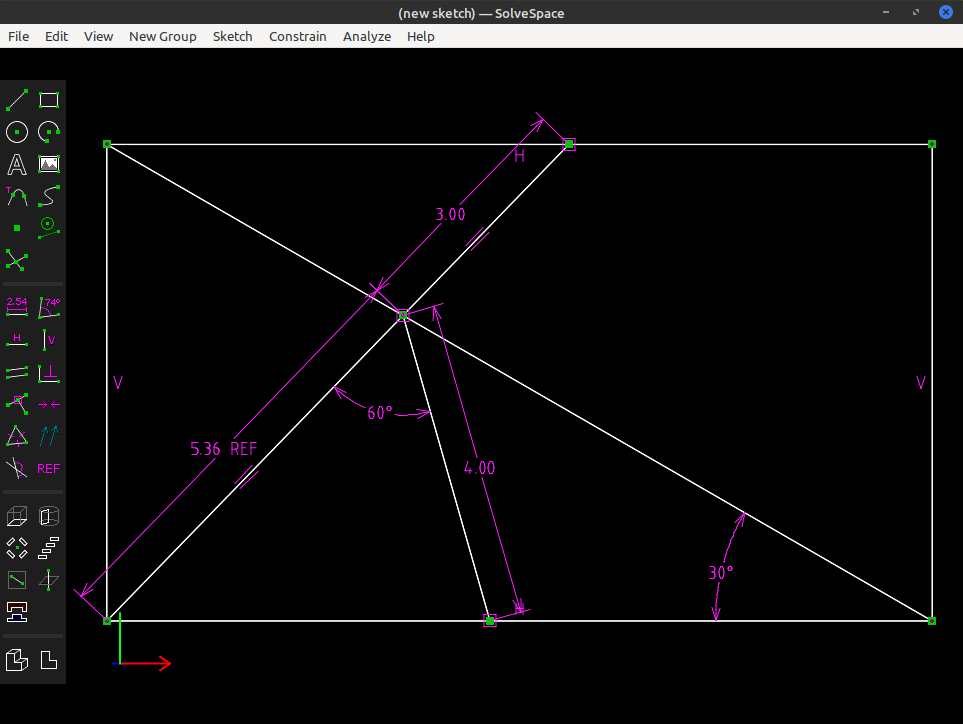 (new sketch) — SolveSpace
File Edit View New Group Sketch Constrain Analyze Help
A
T
2.54 74°
H V
REF
H
3.00
V V
60°
5.36 REF
4.00
30°
H